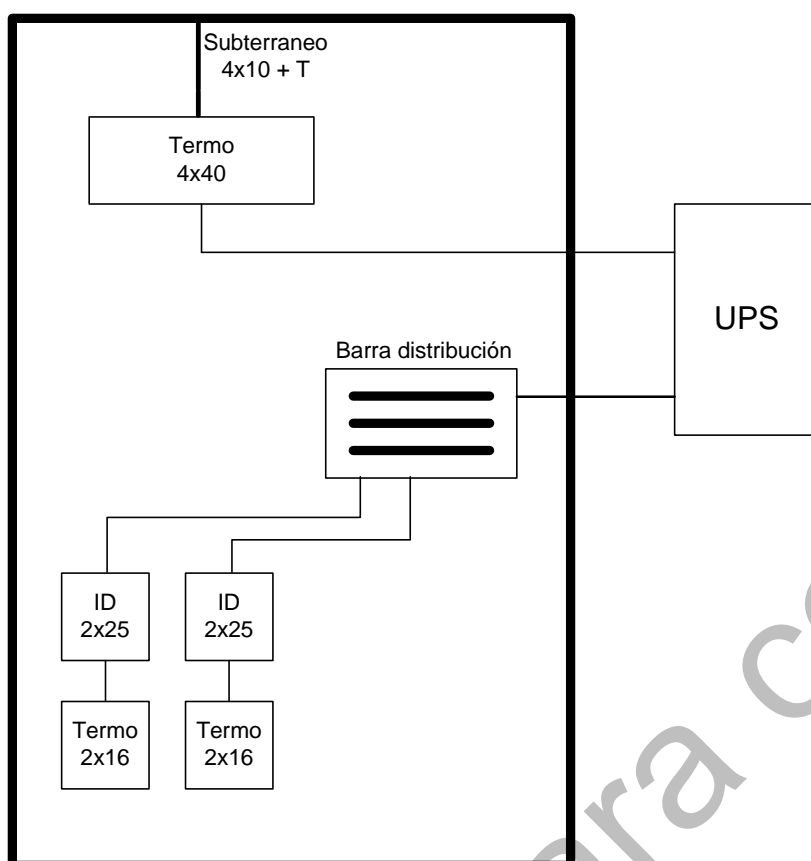 Subterraneo
4x10 + T
Termo
4x40
UPS
Barra distribución
ID
2x25
ID
2x25
Termo
2x16
Termo
2x16